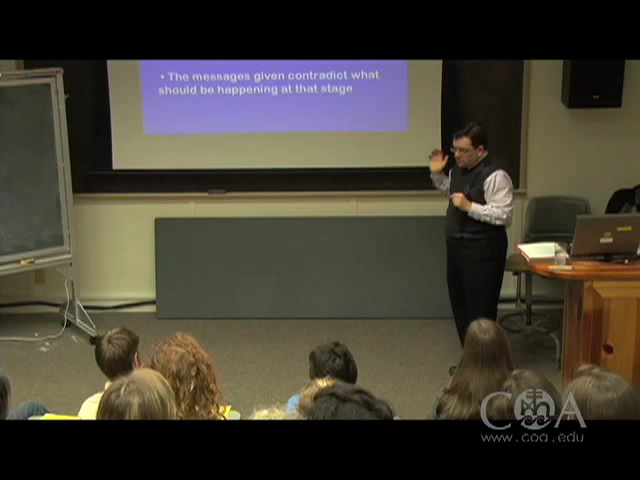 • The messages given contradict what
should be happening at that stage
COA
www.coa.edu